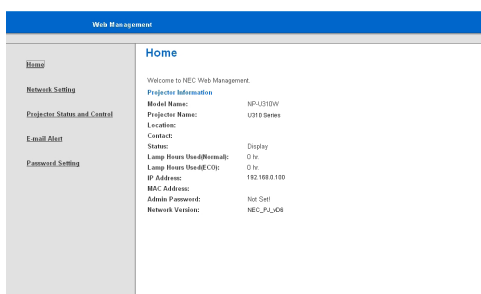 Web Management
Home
Home
Network Setting
Projector Status and Control
E-mail Alert
Password Setting
Welcome to NEC Web Management.
Projector Information
Model Name: NP-U310W
Projector Name: U310 Series
Location:
Contact:
Status: Display
Lamp Hours Used(Normal): 0 hr.
Lamp Hours Used(ECO): 0 hr.
IP Address: 192.168.0.100
MAC Address:
Admin Password: Not Set!
Network Version: NEC_PJ_vD6